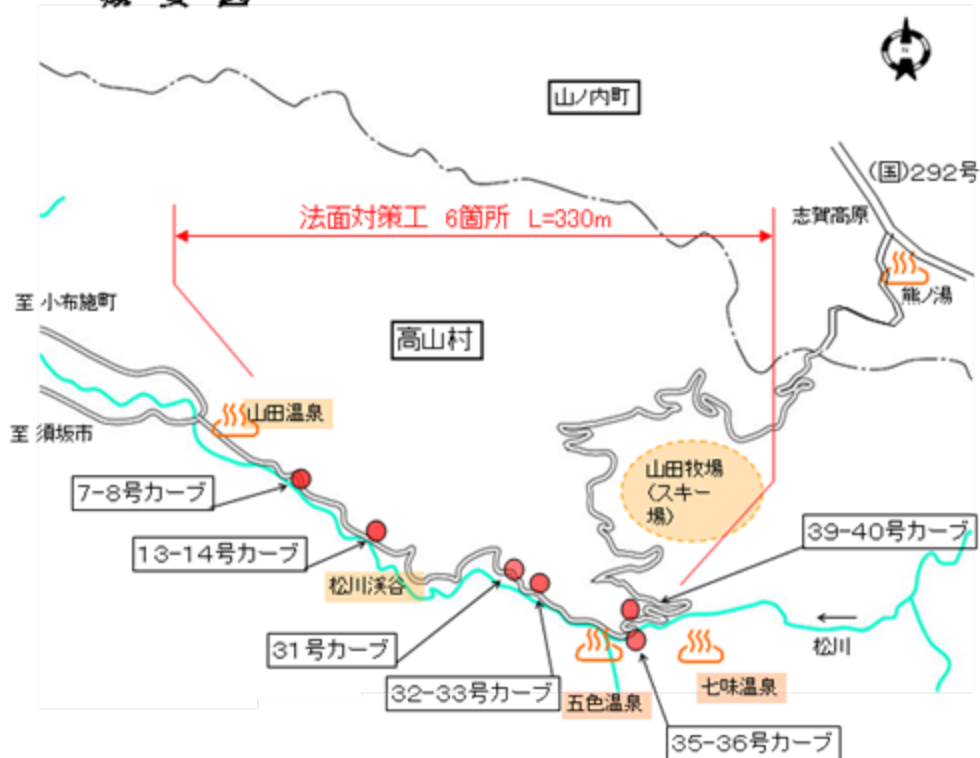 概要図
山ノ内町
(国)292号
志賀高原
法面対策工 6箇所 L=330m
熊ノ湯
至 小布施町
高山村
山田温泉
至 須坂市
山田牧場
(スキー
場)
7-8号カーブ
39-40号カーブ
13-14号カーブ
松川渓谷
松川
31号カーブ
32-33号カーブ
七味温泉
五色温泉
35-36号カーブ